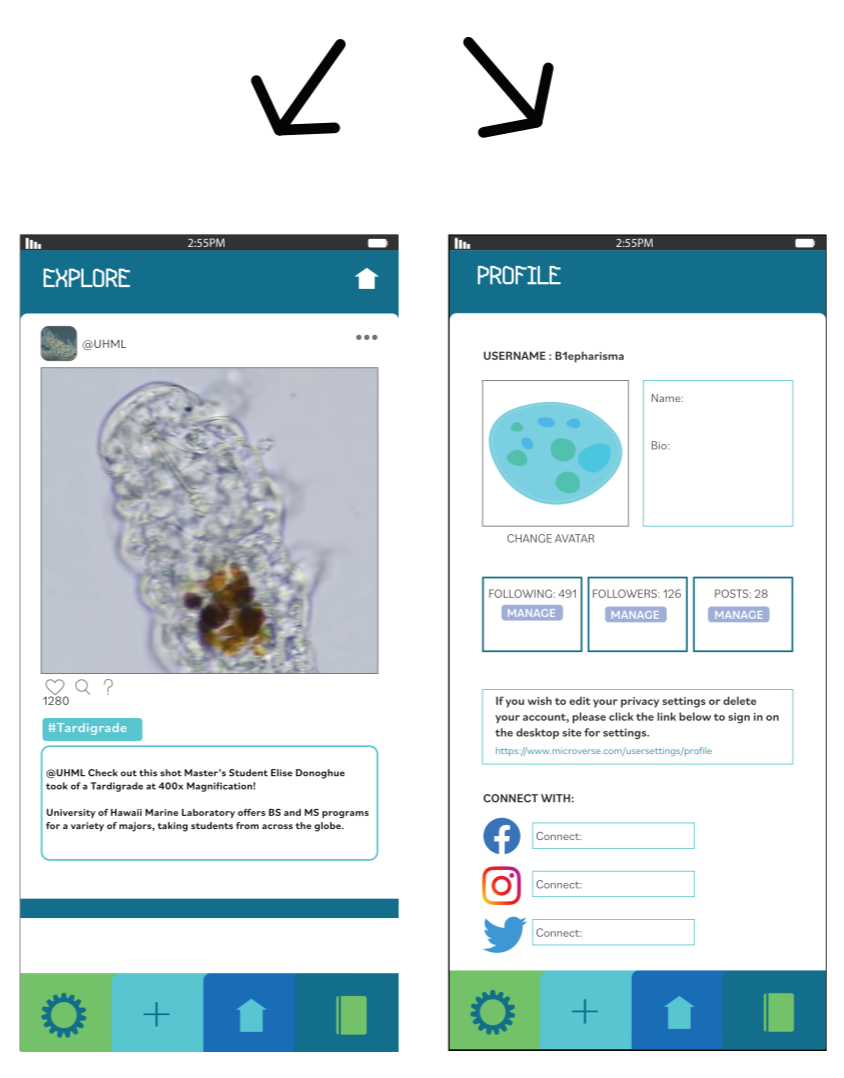 2:55PM
EXPLORE
@UHML
1280
#Tardigrade
@UHML Check out this shot Master's Student Elise Donoghue
took of a Tardigrade at 400x Magnification!
University of Hawaii Marine Laboratory offers BS and MS programs
for a variety of majors, taking students from across the globe.
2:55PM
PROFILE
USERNAME : B1epharisma
Name:
Bio:
CHANGE AVATAR
FOLLOWING: 491
MANAGE
FOLLOWERS: 126
MANAGE
POSTS: 28
MANAGE
If you wish to edit your privacy settings or delete
your account, please click the link below to sign in on
the desktop site for settings.
https://www.microverse.com/usersettings/profile
CONNECT WITH:
Connect:
Connect:
Connect: